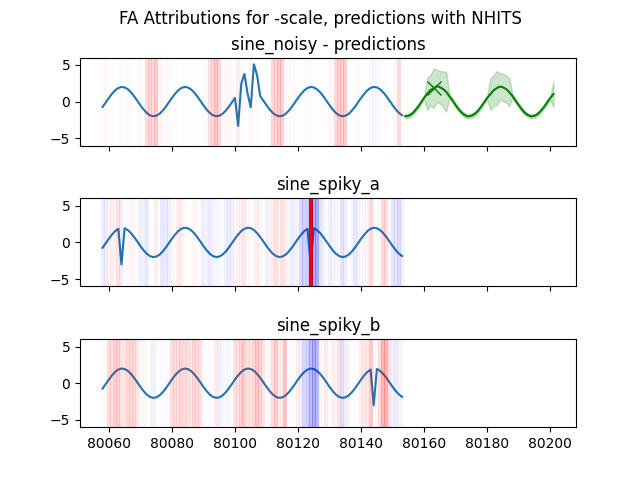 FA Attributions for -scale, predictions with NHITS
sine_noisy - predictions
5
0
−5
sine_spiky_a
5
0
−5
sine_spiky_b
5
0
−5
80060 80080 80100 80120 80140 80160 80180 80200